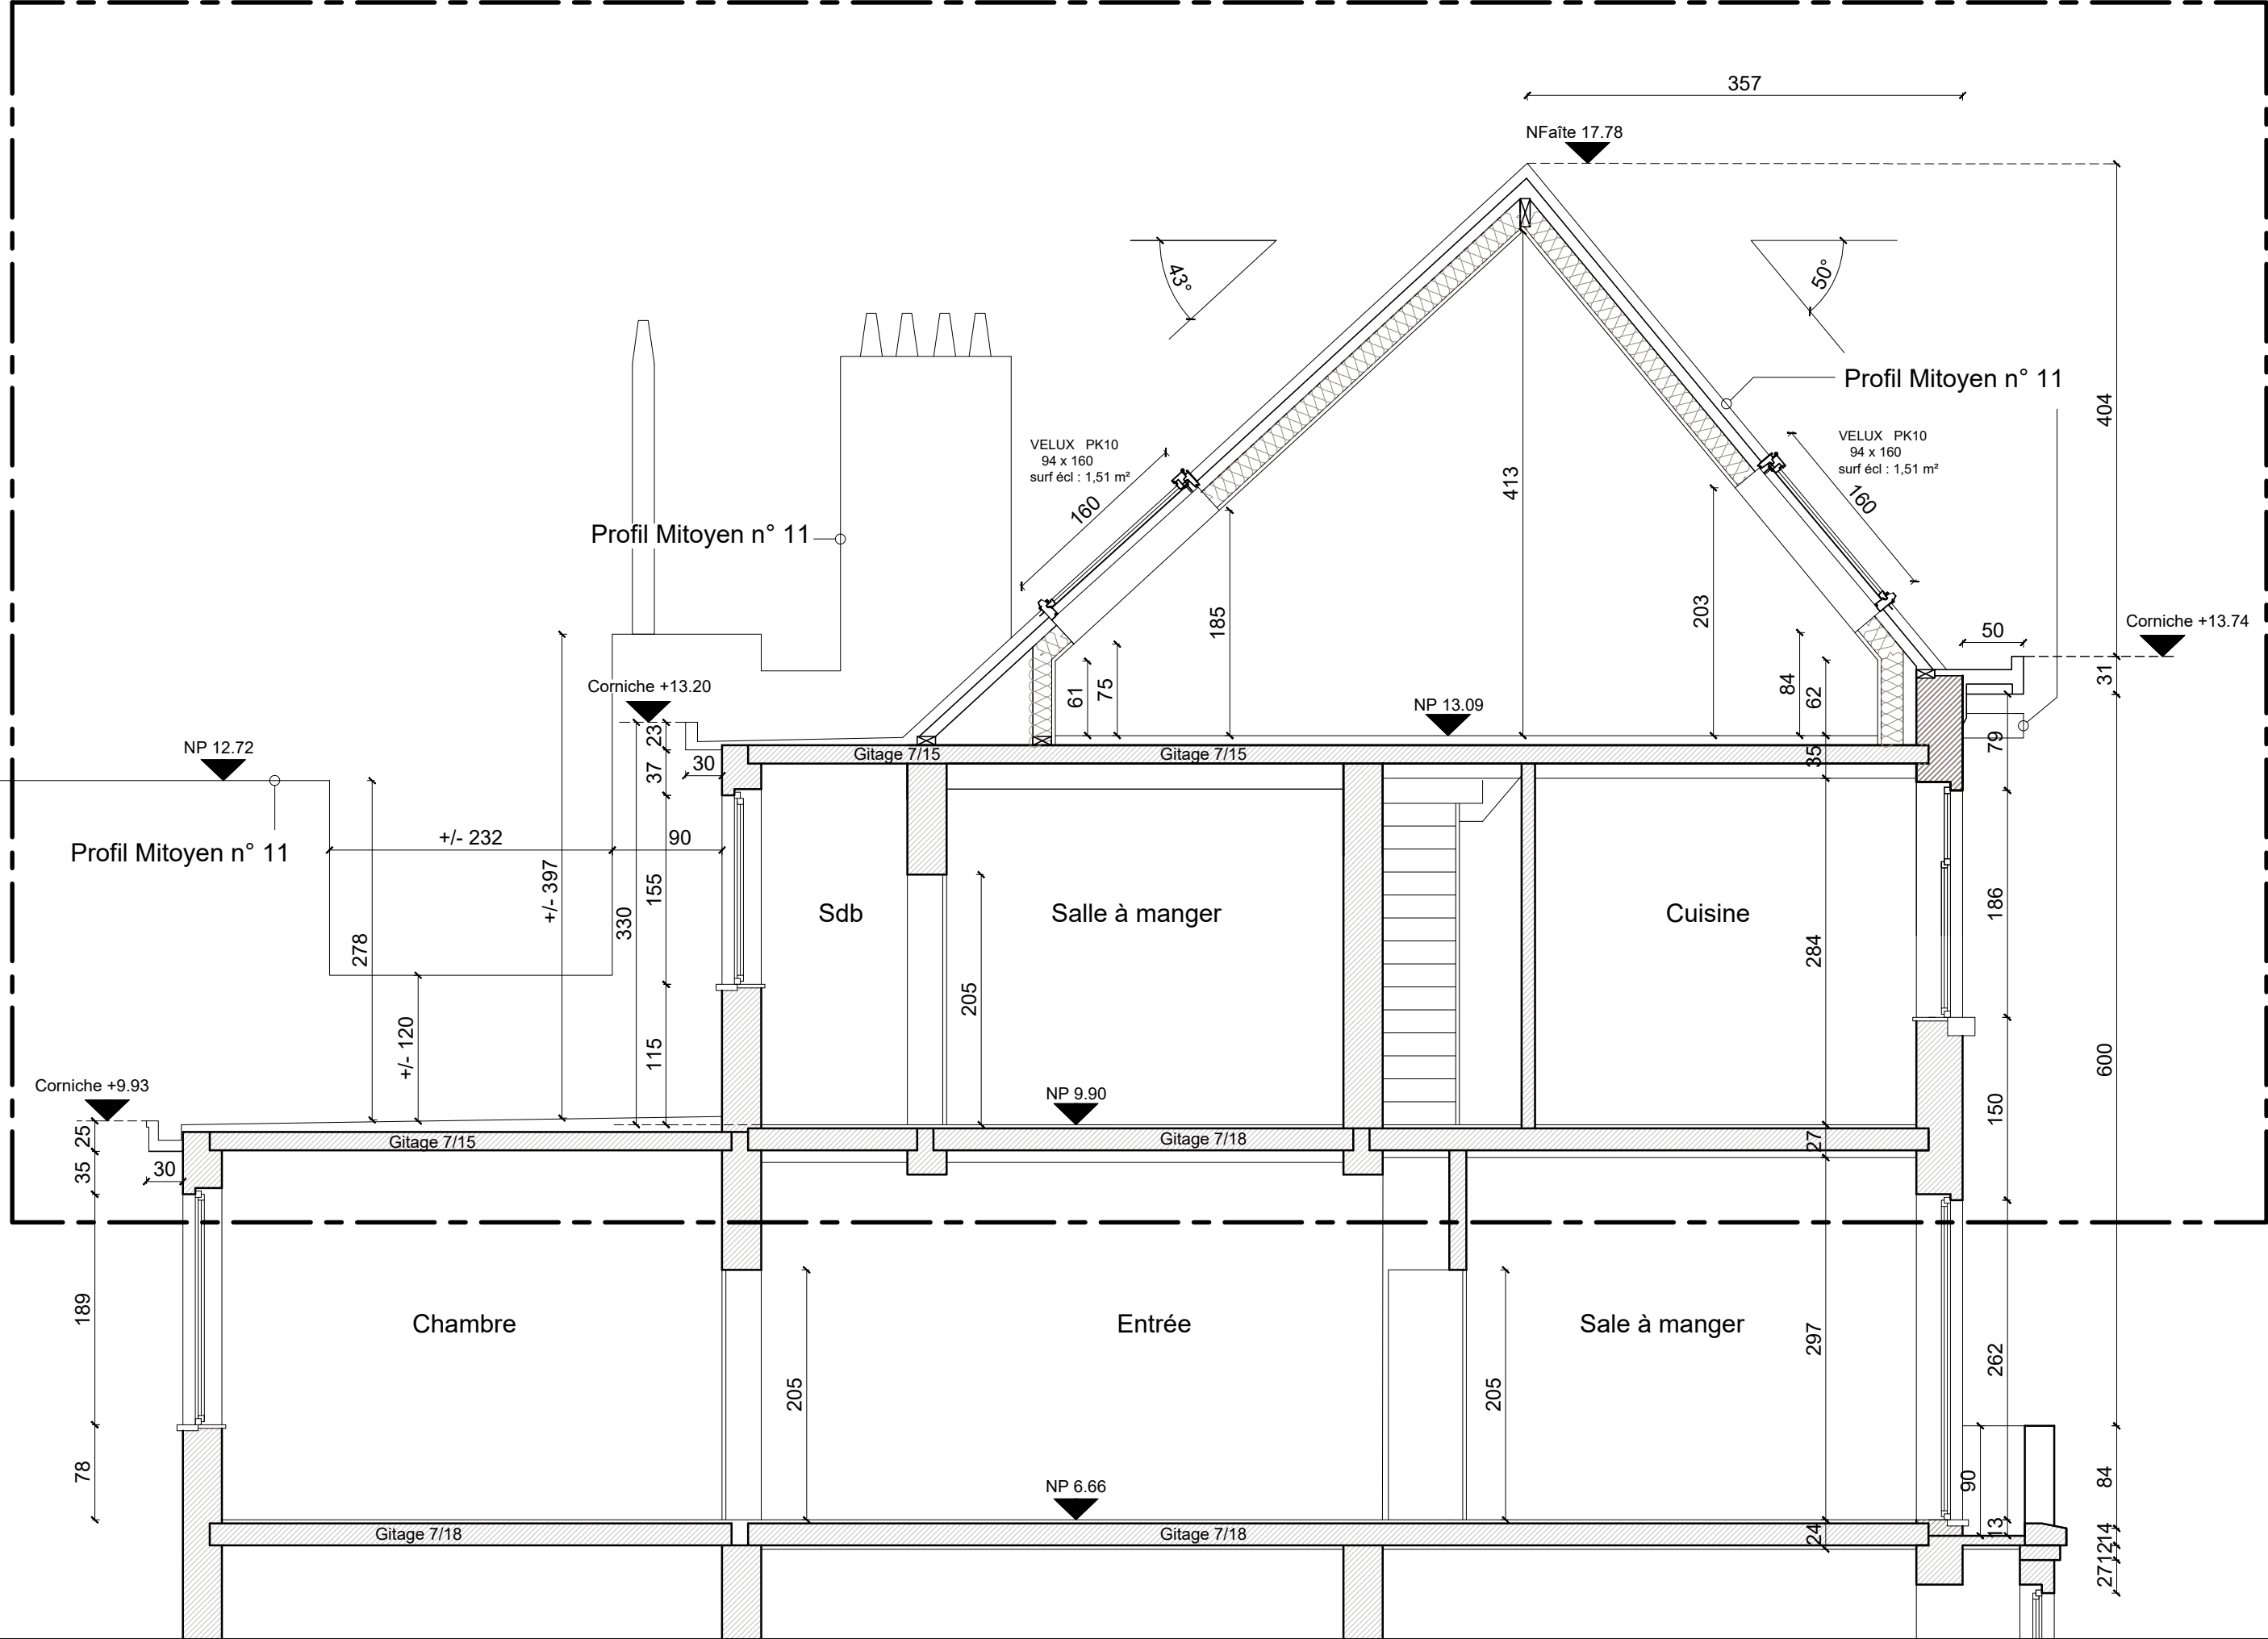 357
NFaîte 17.78
43°
50°
Profil Mitoyen n° 11
404
VELUX PK10
94 x 160
surf écl : 1,51 m²
160
VELUX PK10
94 x 160
surf écl : 1,51 m²
160
413
Profil Mitoyen n° 11
185
203
50
Corniche +13.74
31
61
75
84
62
Corniche +13.20
NP 13.09
23
37
30
Gitage 7/15
Gitage 7/15
35
79
NP 12.72
Profil Mitoyen n° 11
+/- 232
90
278
+/- 397
330
155
Sdb
Salle à manger
Cuisine
284
186
205
+/- 120
115
600
150
Corniche +9.93
NP 9.90
25
35
30
Gitage 7/15
Gitage 7/18
27
189
Chambre
Entrée
Sale à manger
297
262
205
205
78
NP 6.66
90
84
Gitage 7/18
Gitage 7/18
24
13
14
12
27